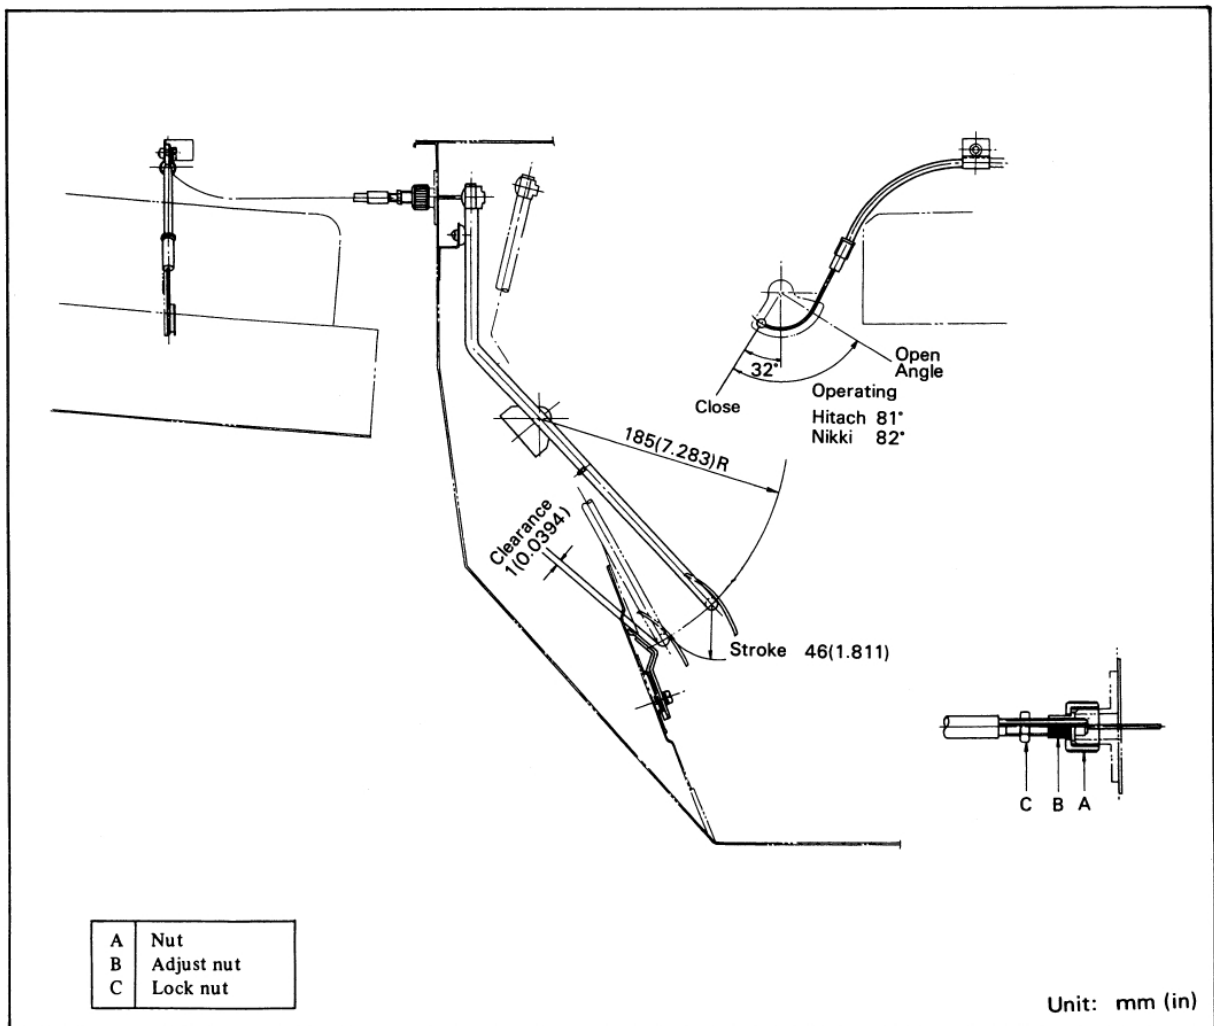 Open
Angle
32°
Close
Operating
Hitach 81°
Nikki 82°
185(7.283)R
Clearance
1(0.0394)
Stroke 46(1.811)
C B A
A Nut
B Adjust nut
C Lock nut
Unit: mm (in)